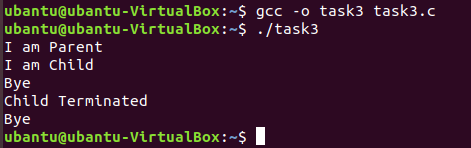 ubantu@ubantu-VirtualBox:~$ gcc -o task3 task3.c
ubantu@ubantu-VirtualBox:~$ ./task3
I am Parent
I am Child
Bye
Child Terminated
Bye
ubantu@ubantu-VirtualBox:~$